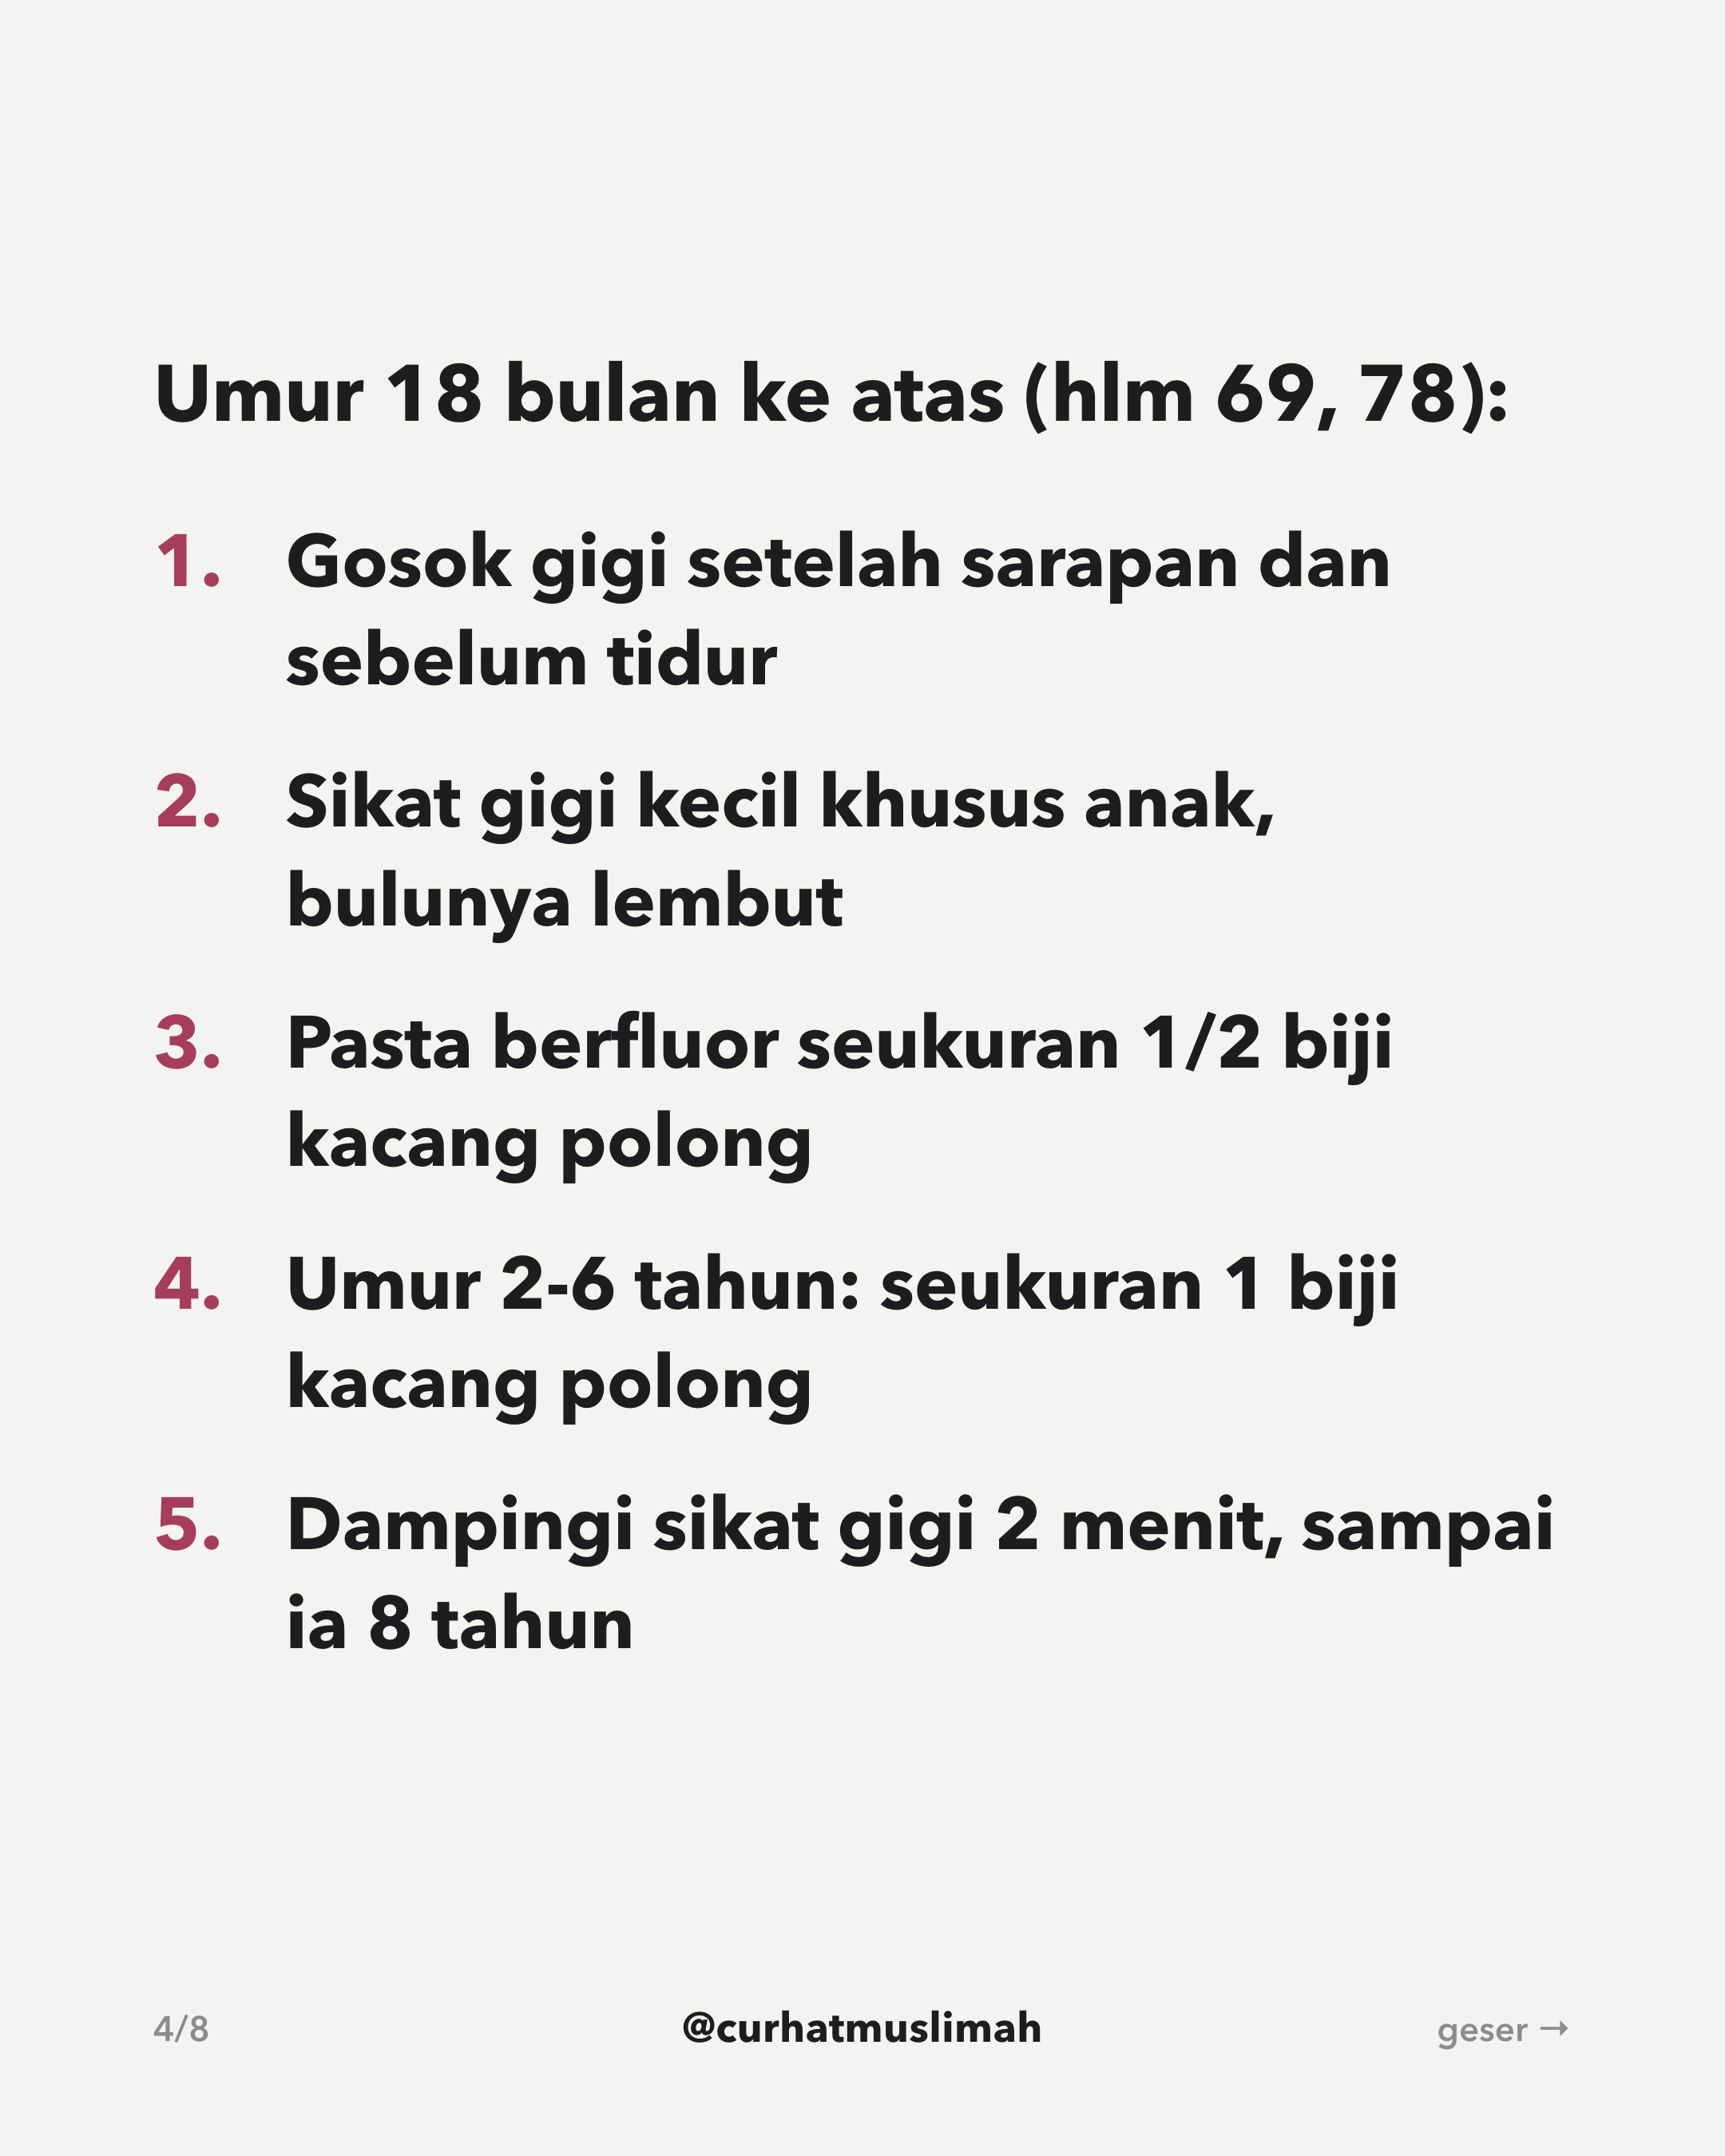 Umur 18 bulan ke atas (hlm 69, 78):
1. Gosok gigi setelah sarapan dan
sebelum tidur
2. Sikat gigi kecil khusus anak,
bulunya lembut
3. Pasta berfluor seukuran 1/2 biji
kacang polong
4. Umur 2-6 tahun: seukuran 1 biji
kacang polong
5. Dampingi sikat gigi 2 menit, sampai
ia 8 tahun
4/8
@curhatmuslimah
geser →